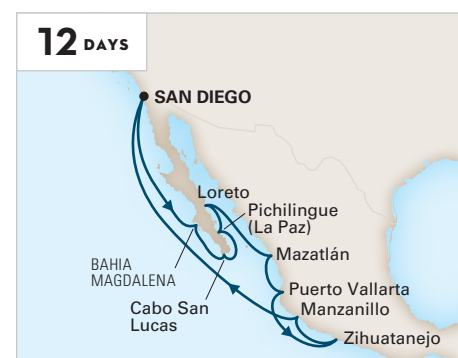 12 DAYS
SAN DIEGO
Loreto
Pichilingue
(La Paz)
Mazatlán
BAHIA
MAGDALENA
Cabo San
Lucas
Puerto Vallarta
Manzanillo
Zihuatanejo